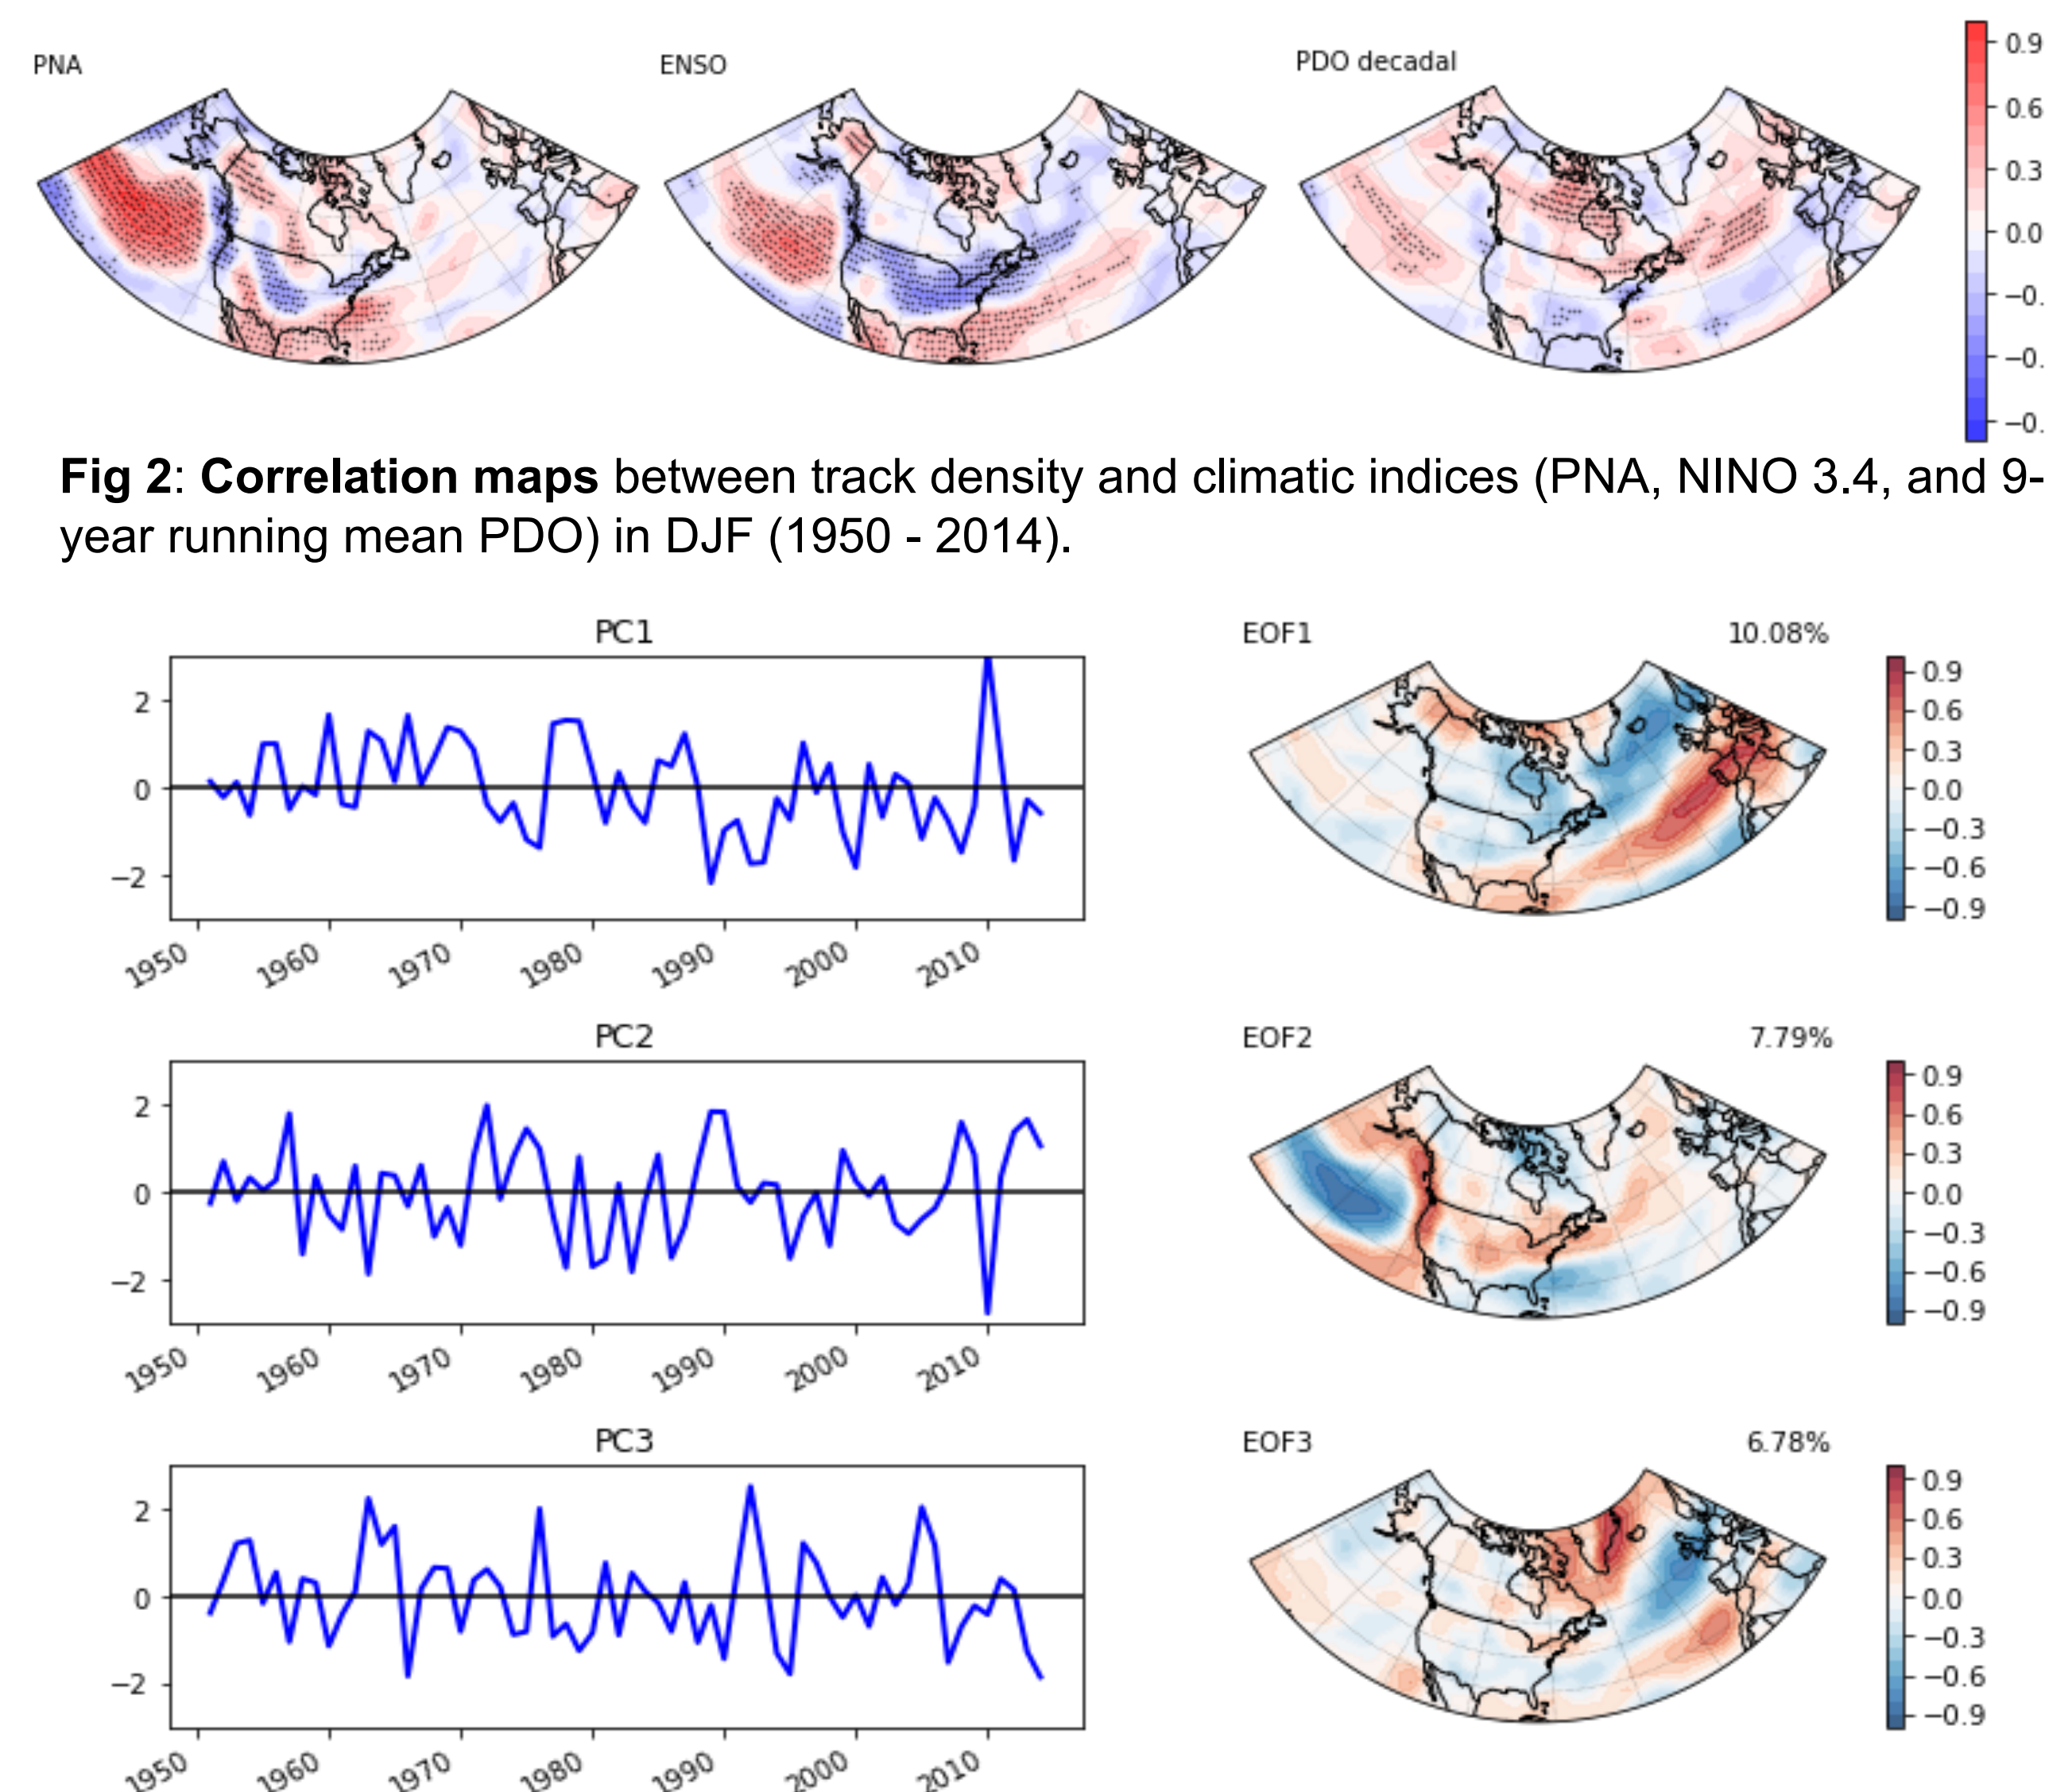 PNA
ENSO
PDO decadal
0.9
0.6
0.3
0.0
−0.
−0.
−0.
Fig 2: Correlation maps between track density and climatic indices (PNA, NINO 3.4, and 9-
year running mean PDO) in DJF (1950 - 2014).
PC1
2
0
−2
1950 1960 1970 1980 1990 2000 2010
EOF1 10.08%
0.9
0.6
0.3
0.0
−0.3
−0.6
−0.9
PC2
2
0
−2
1950 1960 1970 1980 1990 2000 2010
EOF2 7.79%
0.9
0.6
0.3
0.0
−0.3
−0.6
−0.9
PC3
2
0
−2
1950 1960 1970 1980 1990 2000 2010
EOF3 6.78%
0.9
0.6
0.3
0.0
−0.3
−0.6
−0.9